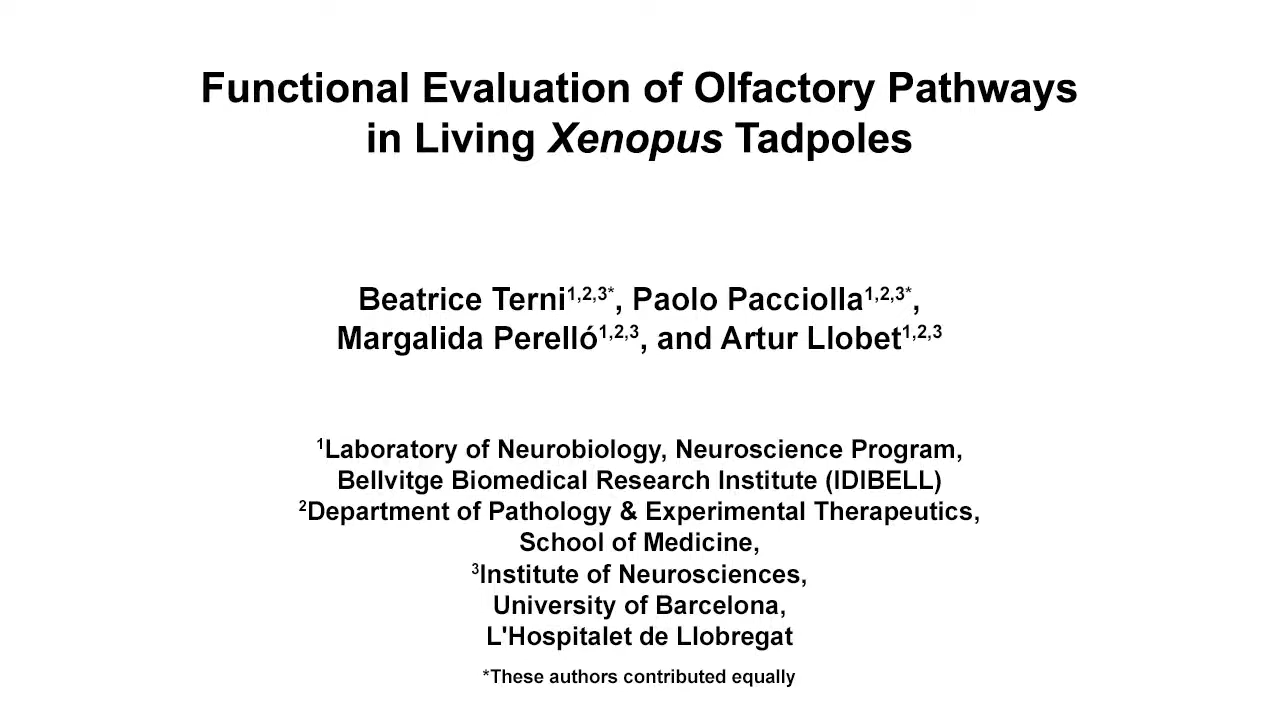 Functional Evaluation of Olfactory Pathways
in Living Xenopus Tadpoles
Beatrice Terni1,2,3*, Paolo Pacciolla1,2,3*,
Margalida Perelló1,2,3, and Artur Llobet1,2,3
1Laboratory of Neurobiology, Neuroscience Program,
Bellvitge Biomedical Research Institute (IDIBELL)
2Department of Pathology & Experimental Therapeutics,
School of Medicine,
3Institute of Neurosciences,
University of Barcelona,
L'Hospitalet de Llobregat
*These authors contributed equally